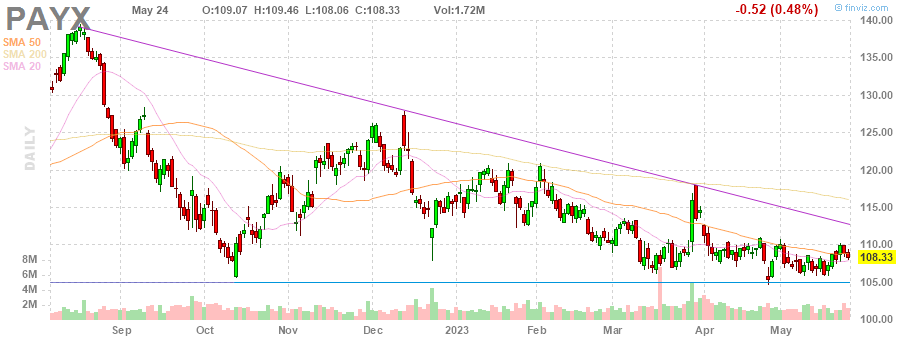 PAYX May 24 O:109.07 H:109.46 L:108.06 C:108.33 Vol:1.72M -0.52 (0.48%) finviz.com
SMA 50
SMA 200
SMA 20
DAILY
140.00
135.00
130.00
125.00
120.00
115.00
110.00
108.33
105.00
100.00
8M
6M
4M
2M
Sep Oct Nov Dec 2023 Feb Mar Apr May